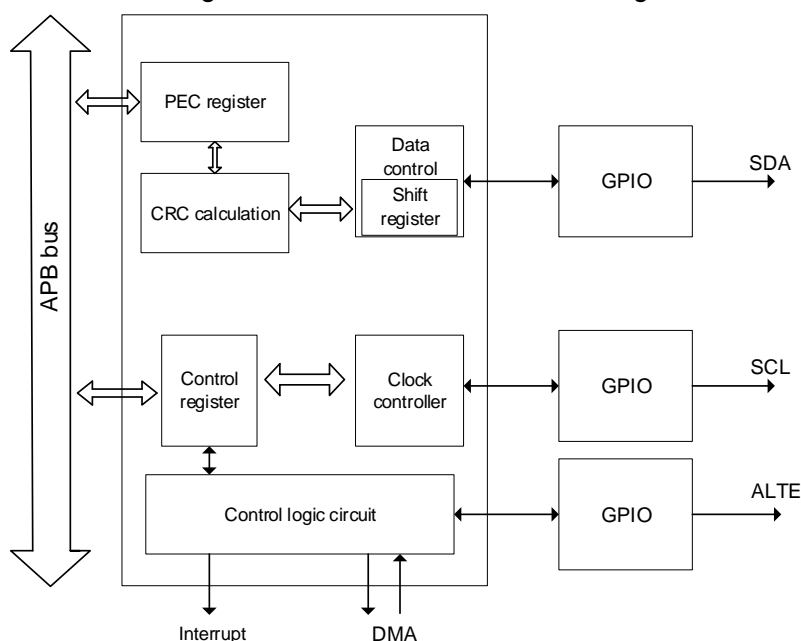 APB bus
PEC register
CRC calculation
Data
control
Shift
register
GPIO
SDA
Control
register
Clock
controller
GPIO
SCL
Control logic circuit
GPIO
ALTE
Interrupt
DMA